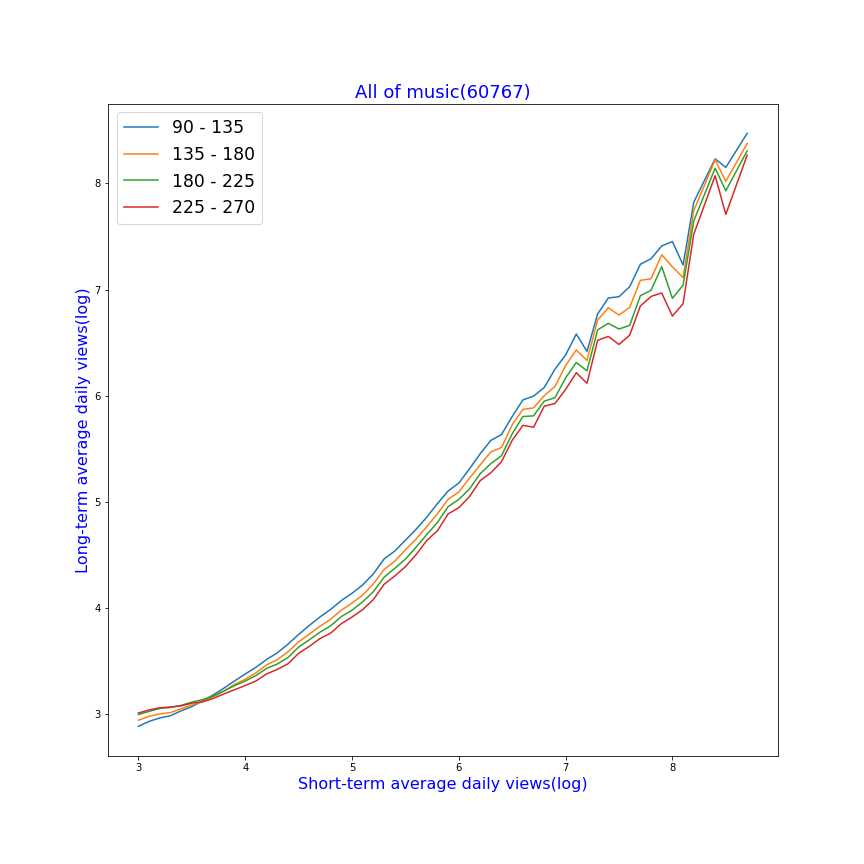 All of music(60767)
90 - 135
135 - 180
180 - 225
225 - 270
Long-term average daily views(log)
8
7
6
5
4
3
3 4 5 6 7 8
Short-term average daily views(log)